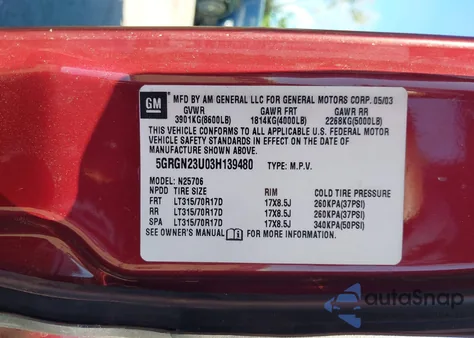 GM
MFD BY AM GENERAL LLC FOR GENERAL MOTORS CORP. 05/03
GVWR GAWR FRT GAWR RR
3901KG(8600LB) 1814KG(4000LB) 2268KG(5000LB)
THIS VEHICLE CONFORMS TO ALL APPLICABLE U.S. FEDERAL MOTOR
VEHICLE SAFETY STANDARDS IN EFFECT ON THE DATE OF
MANUFACTURE SHOWN ABOVE.
5GRGN23U03H139480 TYPE: M.P.V.
MODEL: N25706
NPDD TIRE SIZE RIM COLD TIRE PRESSURE
FRT LT315/70R17D 17X8.5J 260KPA(37PSI)
RR LT315/70R17D 17X8.5J 260KPA(37PSI)
SPA LT315/70R17D 17X8.5J 340KPA(50PSI)
SEE OWNER'S MANUAL FOR MORE INFORMATION
autoSnap